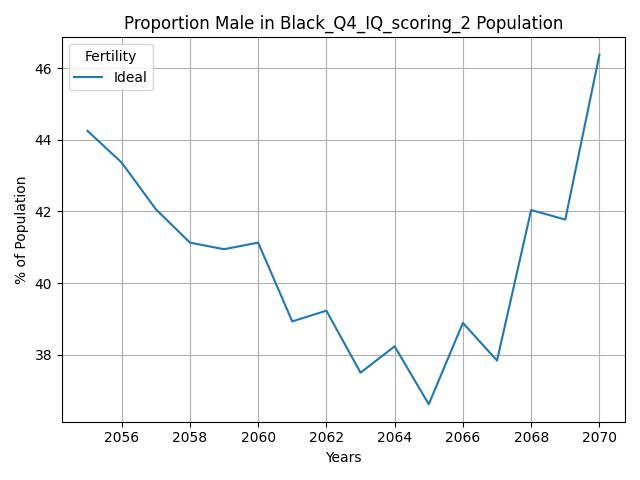 Proportion Male in Black_Q4_IQ_scoring_2 Population
Fertility
Ideal
% of Population
46
44
42
40
38
2056 2058 2060 2062 2064 2066 2068 2070
Years